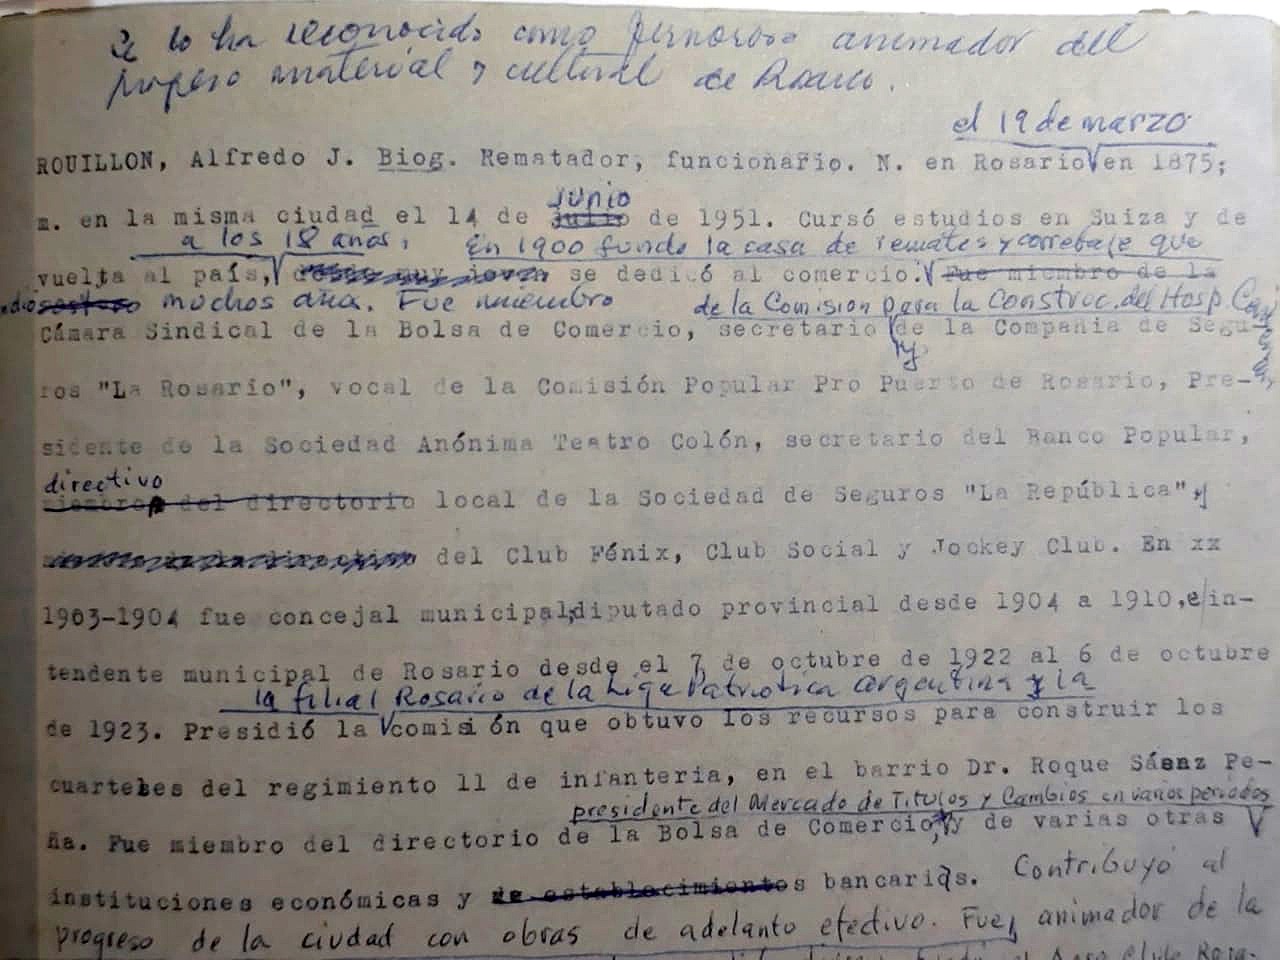 Se lo ha reconocido como fervoroso animador del
progreso material y cultural de Rosario.
el 19 de marzo
ROUILLON, Alfredo J. Biog. Rematador, funcionario. N. en Rosario en 1875;
junio
m. en la misma ciudad el 14 de julio de 1951. Cursó estudios en Suiza y de
a los 18 años, En 1900 fundó la casa de remates y corretaje que
vuelta al país, desde muy joven se dedicó al comercio. Fue miembro de la
muchos años. Fue miembro de la Comisión para la Construc. del Hosp.
Cámara Sindical de la Bolsa de Comercio, secretario de la Compañia de Segu-
y
ros "La Rosario", vocal de la Comisión Popular Pro Puerto de Rosario, Pre-
sidente de la Sociedad Anónima Teatro Colón, secretario del Banco Popular,
directivo
miembro del directorio local de la Sociedad de Seguros "La República", y
del Club Fénix, Club Social y Jockey Club. En xx
1903-1904 fue concejal municipal, diputado provincial desde 1904 a 1910, e in-
tendente municipal de Rosario desde el 7 de octubre de 1922 al 6 de octubre
la filial Rosario de la Liga Patriotica argentina y la
de 1923. Presidió la comisión que obtuvo los recursos para construir los
cuarteles del regimiento 11 de infanteria, en el barrio Dr. Roque Sáenz Pe-
presidente del Mercado de Titulos y Cambios en varios periodos
ña. Fue miembro del directorio de la Bolsa de Comercio, y de varias otras
instituciones económicas y de establecimientos bancarias. Contribuyó al
progreso de la ciudad con obras de adelanto efectivo. Fue animador de la